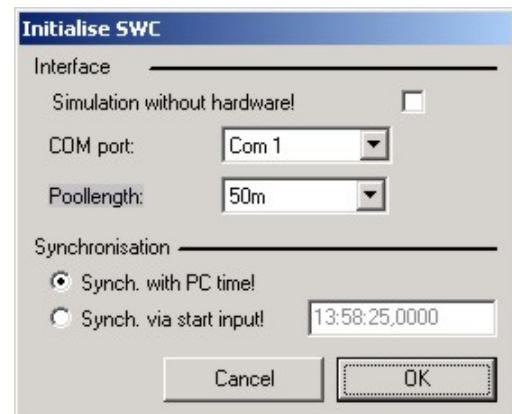 Initialise SWC
Interface
Simulation without hardware!
COM port: Com 1
Poollength: 50m
Synchronisation
Synch. with PC time!
Synch. via start input! 13:58:25,0000
Cancel OK